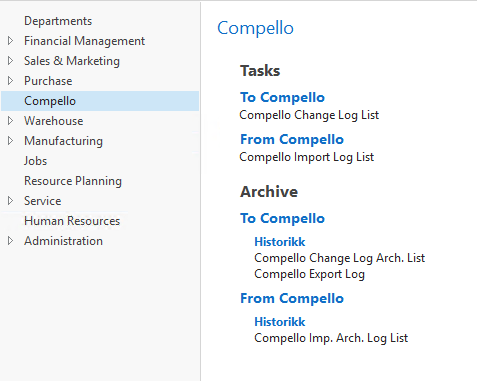 Departments
Financial Management
Sales & Marketing
Purchase
Compello
Warehouse
Manufacturing
Jobs
Resource Planning
Service
Human Resources
Administration
Compello
Tasks
To Compello
Compello Change Log List
From Compello
Compello Import Log List
Archive
To Compello
Historikk
Compello Change Log Arch. List
Compello Export Log
From Compello
Historikk
Compello Imp. Arch. Log List